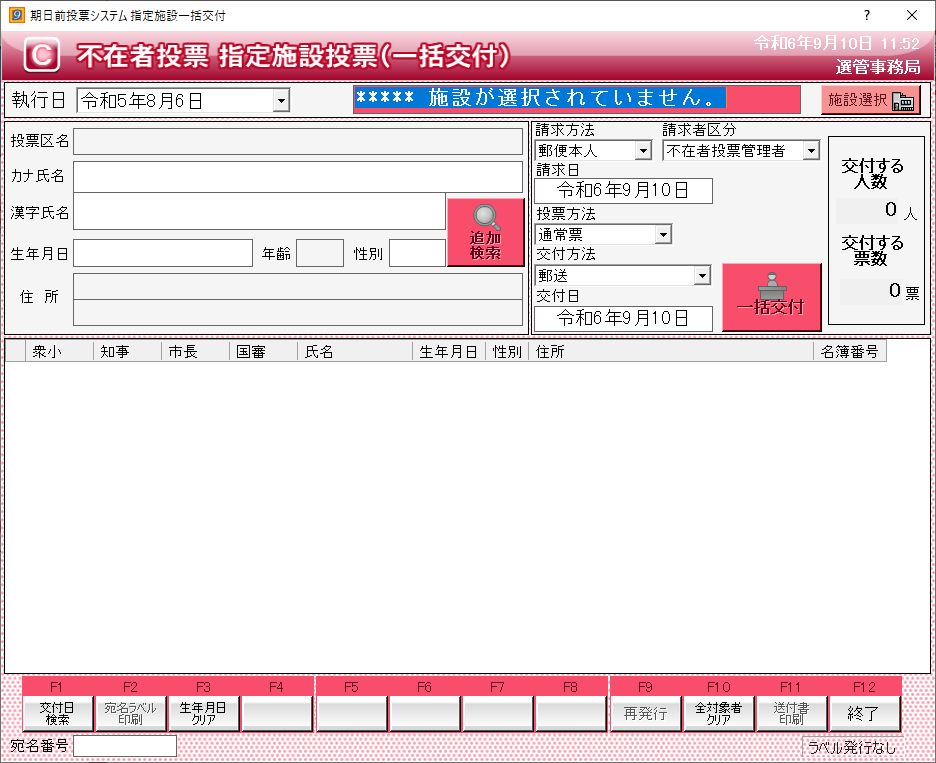 期日前投票システム 指定施設一括交付
?
C 不在者投票 指定施設投票(一括交付)
令和6年9月10日 11:52
選管事務局
執行日 令和5年8月6日
***** 施設が選択されていません。
施設選択
投票区名
カナ氏名
漢字氏名
追加
検索
生年月日
年齢
性別
住 所
請求方法
請求者区分
郵便本人
不在者投票管理者
請求日
令和6年9月10日
投票方法
通常票
交付方法
郵送
交付日
令和6年9月10日
一括交付
交付する
人数
0 人
交付する
票数
0 票
衆小 知事 市長 国審 氏名 生年月日 性別 住所 名簿番号
F1 F2 F3 F4 F5 F6 F7 F8 F9 F10 F11 F12
交付日
検索
宛名ラベル
印刷
生年月日
クリア
再発行
全対象者
クリア
送付書
印刷
終了
宛名番号
ラベル発行なし